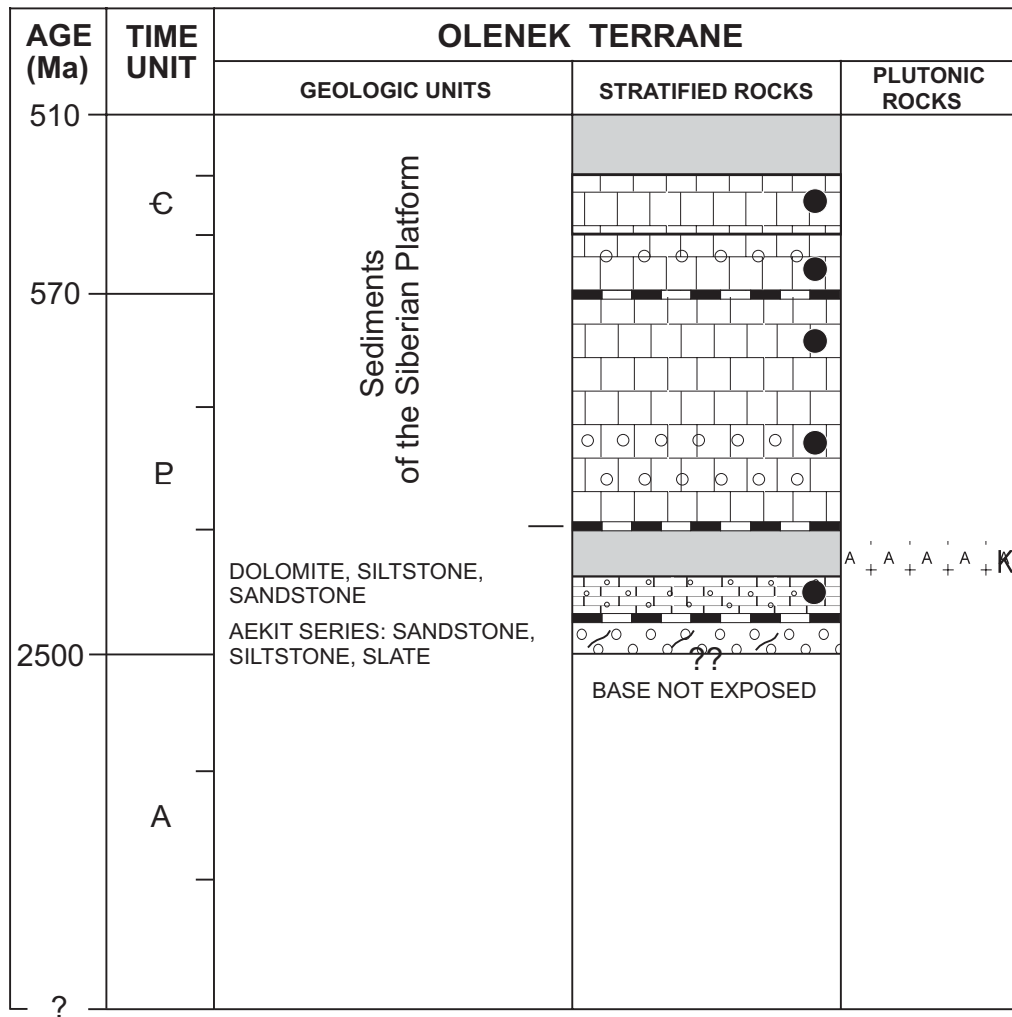 AGE
(Ma)
TIME
UNIT
OLENEK TERRANE
GEOLOGIC UNITS
STRATIFIED ROCKS
PLUTONIC
ROCKS
510
Ꞓ
570
Sediments
of the Siberian Platform
DOLOMITE, SILTSTONE,
SANDSTONE
A A A A A K
AEKIT SERIES: SANDSTONE,
SILTSTONE, SLATE
2500
??
BASE NOT EXPOSED
A
?